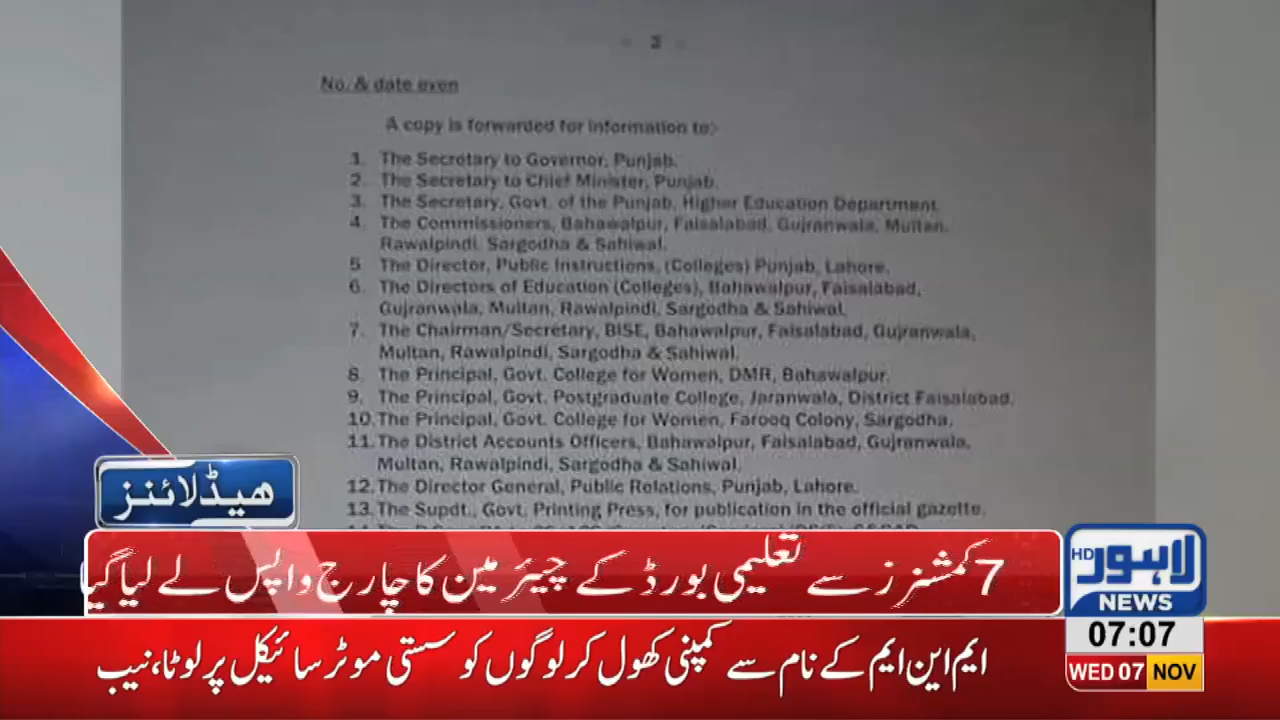 2
No. & date even
A copy is forwarded for information to:-
1. The Secretary to Governor, Punjab.
2. The Secretary to Chief Minister, Punjab.
3. The Secretary, Govt. of the Punjab, Higher Education Department.
4. The Commissioners, Bahawalpur, Faisalabad, Gujranwala, Multan,
Rawalpindi, Sargodha & Sahiwal.
5. The Director, Public Instructions, (Colleges) Punjab, Lahore.
6. The Directors of Education (Colleges), Bahawalpur, Faisalabad,
Gujranwala, Multan, Rawalpindi, Sargodha & Sahiwal.
7. The Chairman/Secretary, BISE, Bahawalpur, Faisalabad, Gujranwala,
Multan, Rawalpindi, Sargodha & Sahiwal.
8. The Principal, Govt. College for Women, DMR, Bahawalpur.
9. The Principal, Govt. Postgraduate College, Jaranwala, District Faisalabad.
10. The Principal, Govt. College for Women, Farooq Colony, Sargodha.
11. The District Accounts Officers, Bahawalpur, Faisalabad, Gujranwala,
Multan, Rawalpindi, Sargodha & Sahiwal.
12. The Director General, Public Relations, Punjab, Lahore.
13. The Supdt., Govt. Printing Press, for publication in the official gazette.
ہیڈلائنز
7 کمشنرز سے تعلیمی بورڈ کے چیئرمین کا چارج واپس لے لیا گیا
ایم این ایم کے نام سے کمپنی کھول کر لوگوں کو سستی موٹر سائیکل پر لوٹا، نیب
لاہور HD
NEWS
07:07
WED 07 NOV